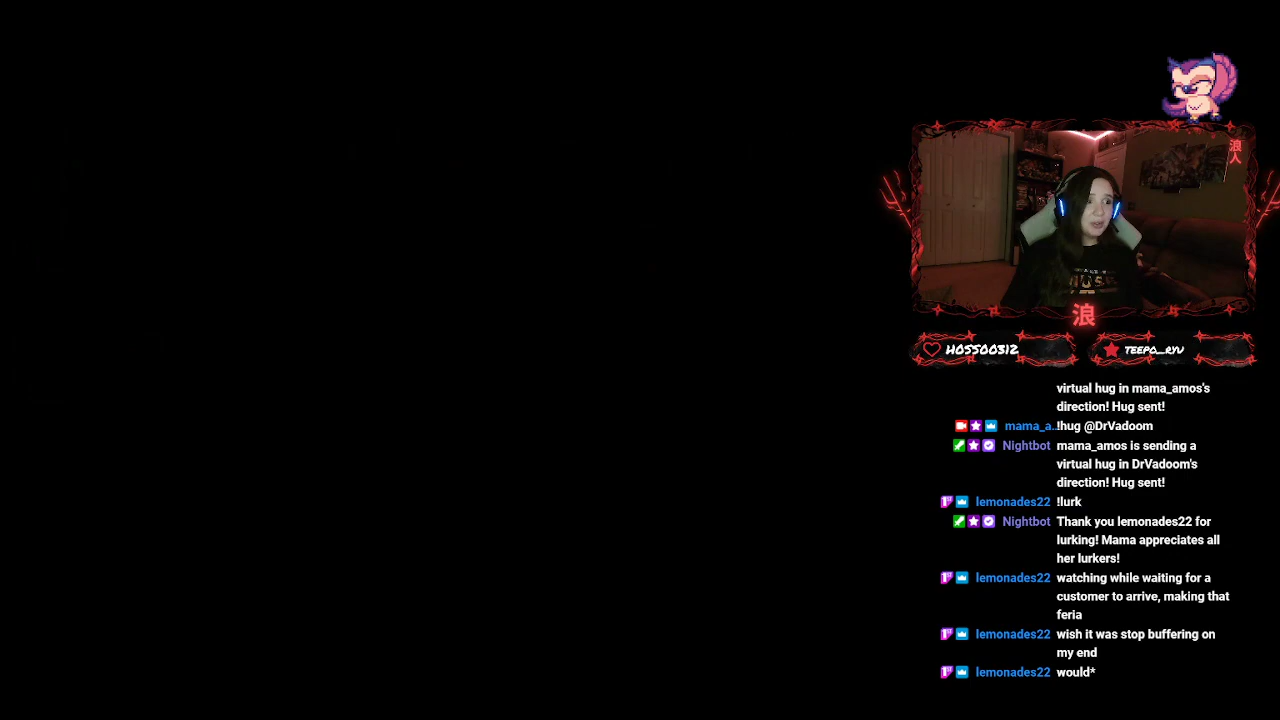 浪
人
浪
HOSS00312
TEEPO_RYU
virtual hug in mama_amos's
direction! Hug sent!
mama_a.. !hug @DrVadoom
Nightbot mama_amos is sending a
virtual hug in DrVadoom's
direction! Hug sent!
lemonades22 !lurk
Nightbot Thank you lemonades22 for
lurking! Mama appreciates all
her lurkers!
lemonades22 watching while waiting for a
customer to arrive, making that
feria
lemonades22 wish it was stop buffering on
my end
lemonades22 would*